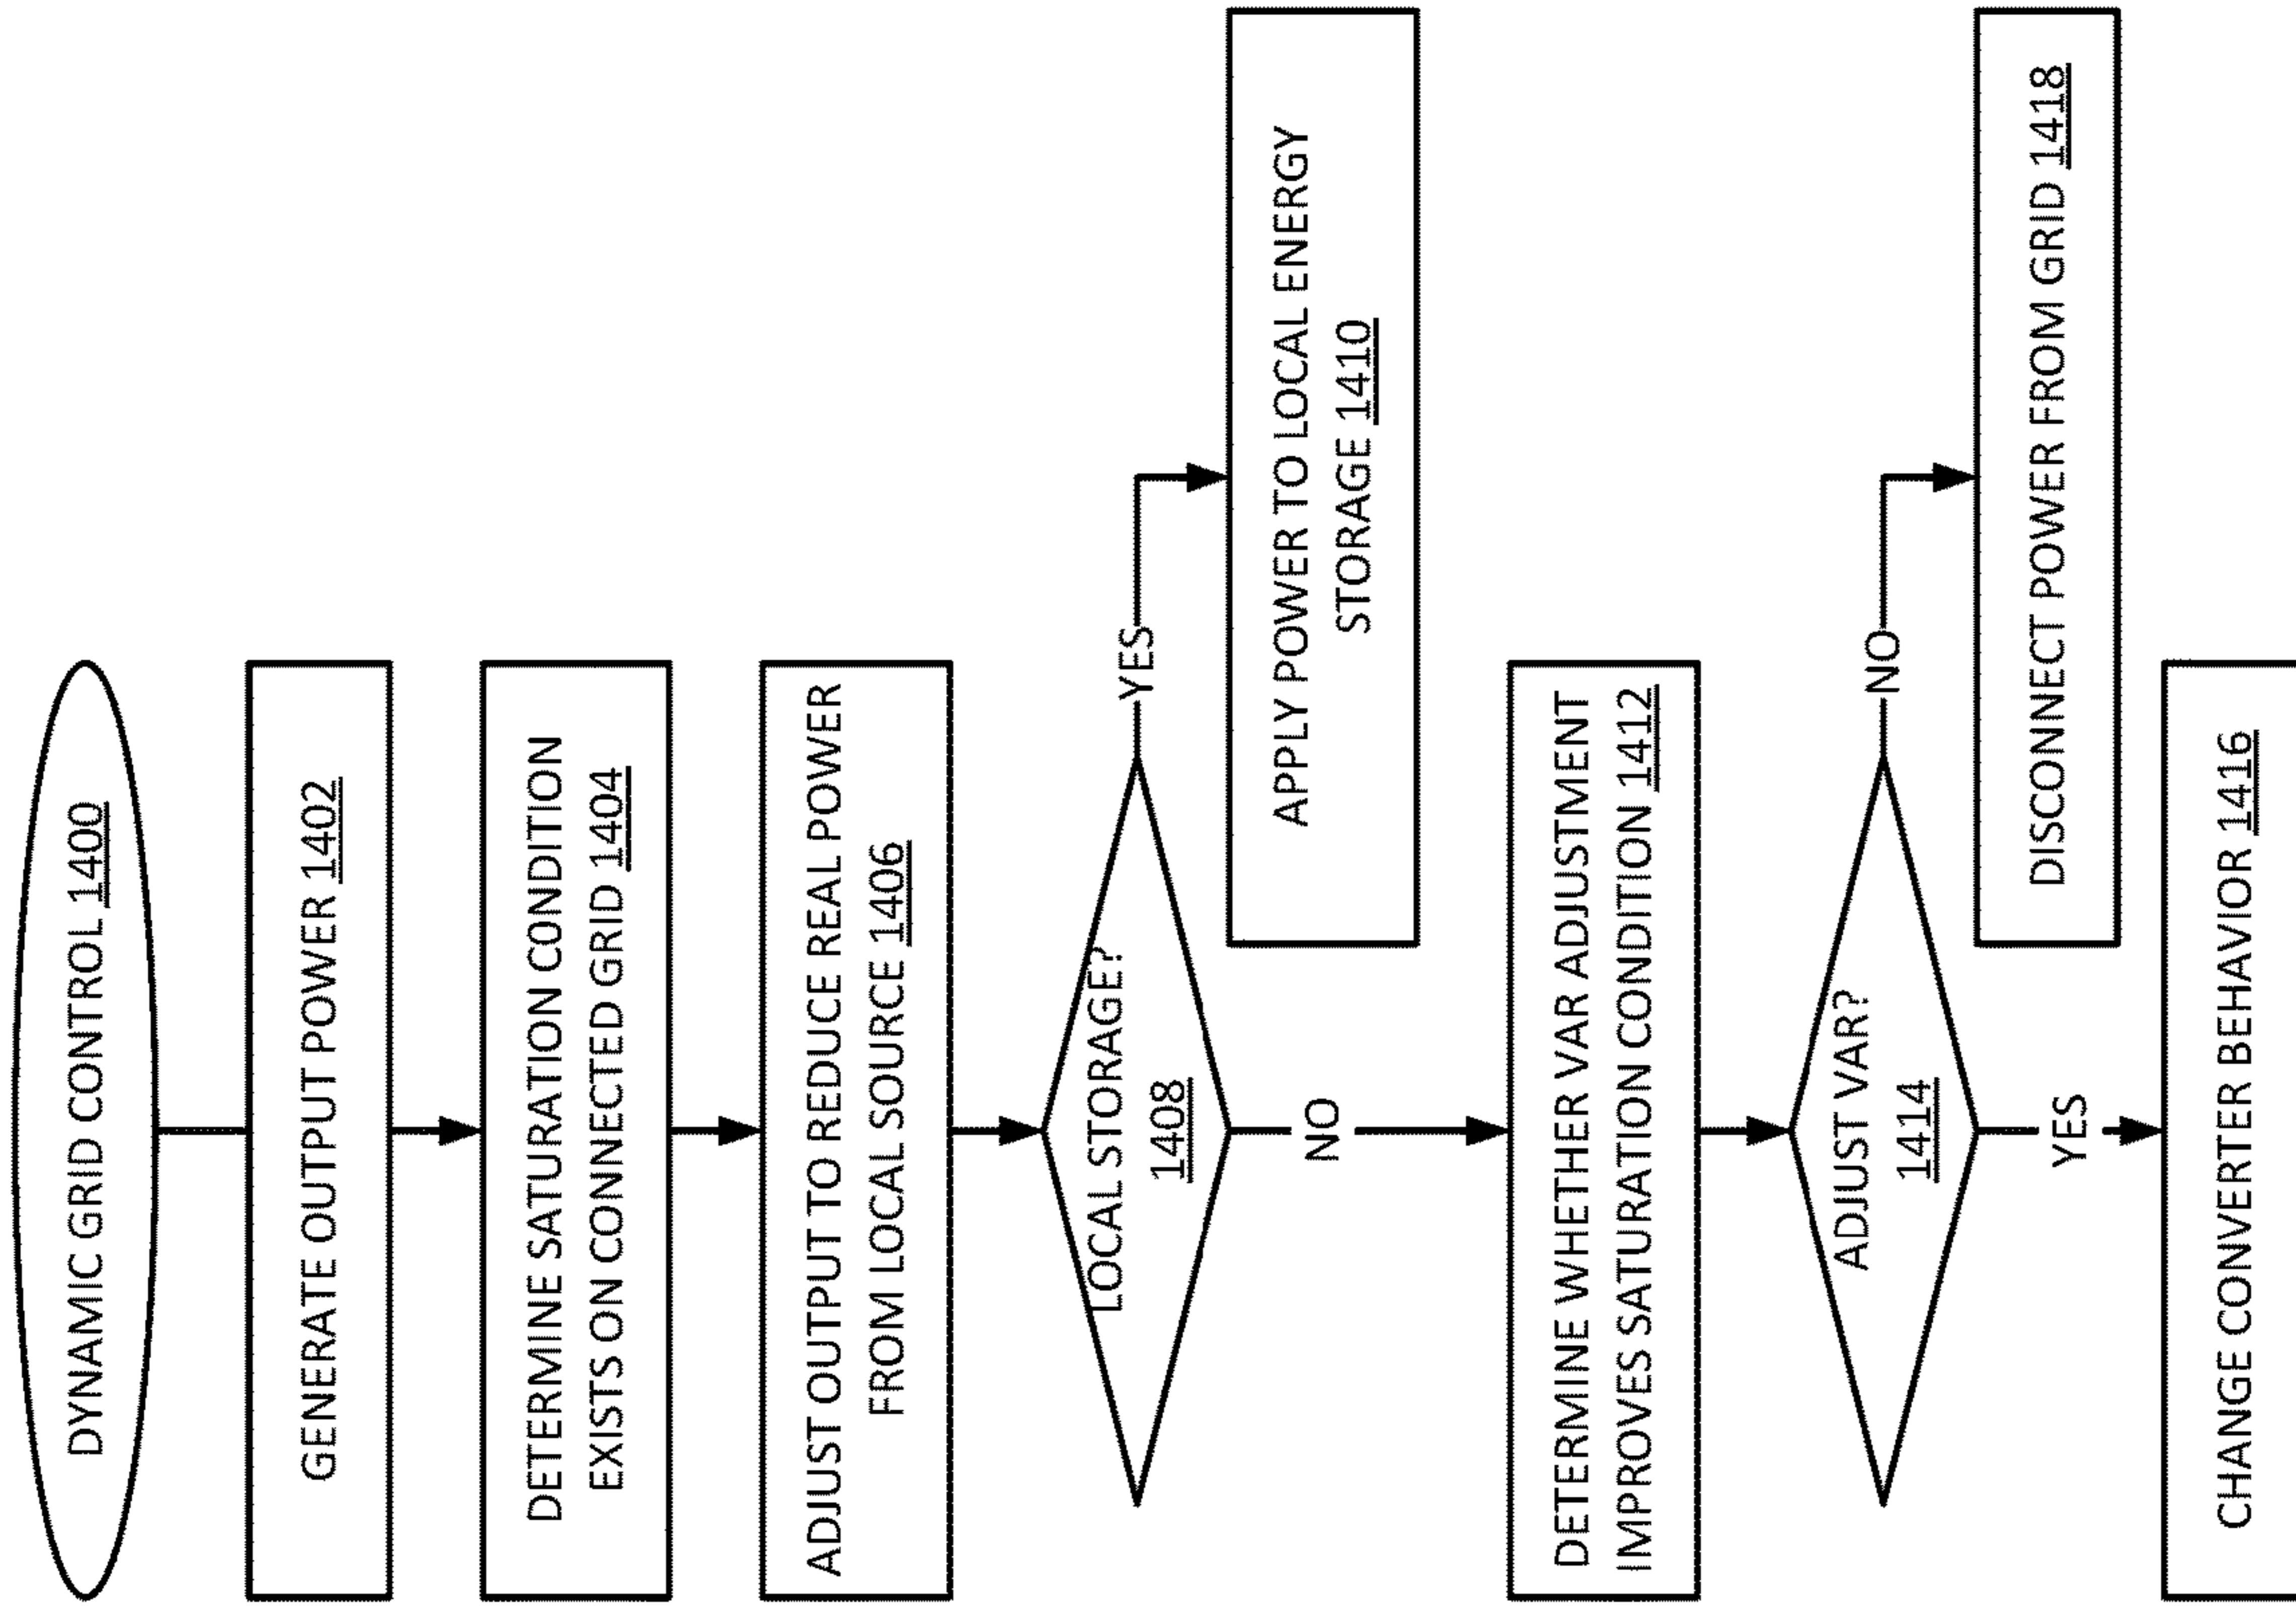 DYNAMIC GRID CONTROL 1400
GENERATE OUTPUT POWER 1402
DETERMINE SATURATION CONDITION
EXISTS ON CONNECTED GRID 1404
ADJUST OUTPUT TO REDUCE REAL POWER
FROM LOCAL SOURCE 1406
LOCAL STORAGE?
1408
YES
APPLY POWER TO LOCAL ENERGY
STORAGE 1410
NO
DETERMINE WHETHER VAR ADJUSTMENT
IMPROVES SATURATION CONDITION 1412
ADJUST VAR?
1414
NO
DISCONNECT POWER FROM GRID 1418
YES
CHANGE CONVERTER BEHAVIOR 1416